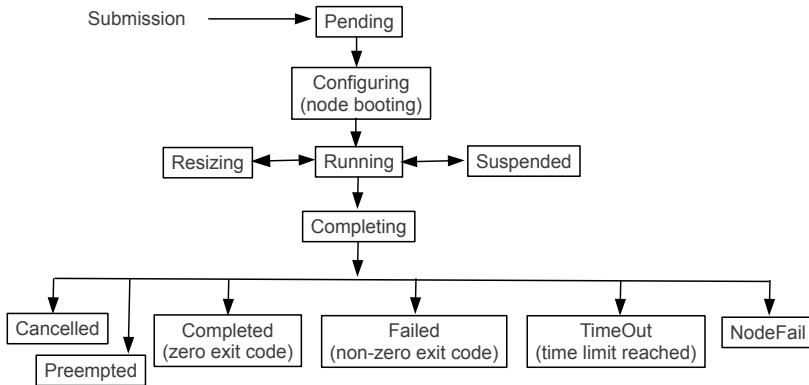 Submission
Pending
Configuring
(node booting)
Resizing
Running
Suspended
Completing
Cancelled
Preempted
Completed
(zero exit code)
Failed
(non-zero exit code)
TimeOut
(time limit reached)
NodeFail